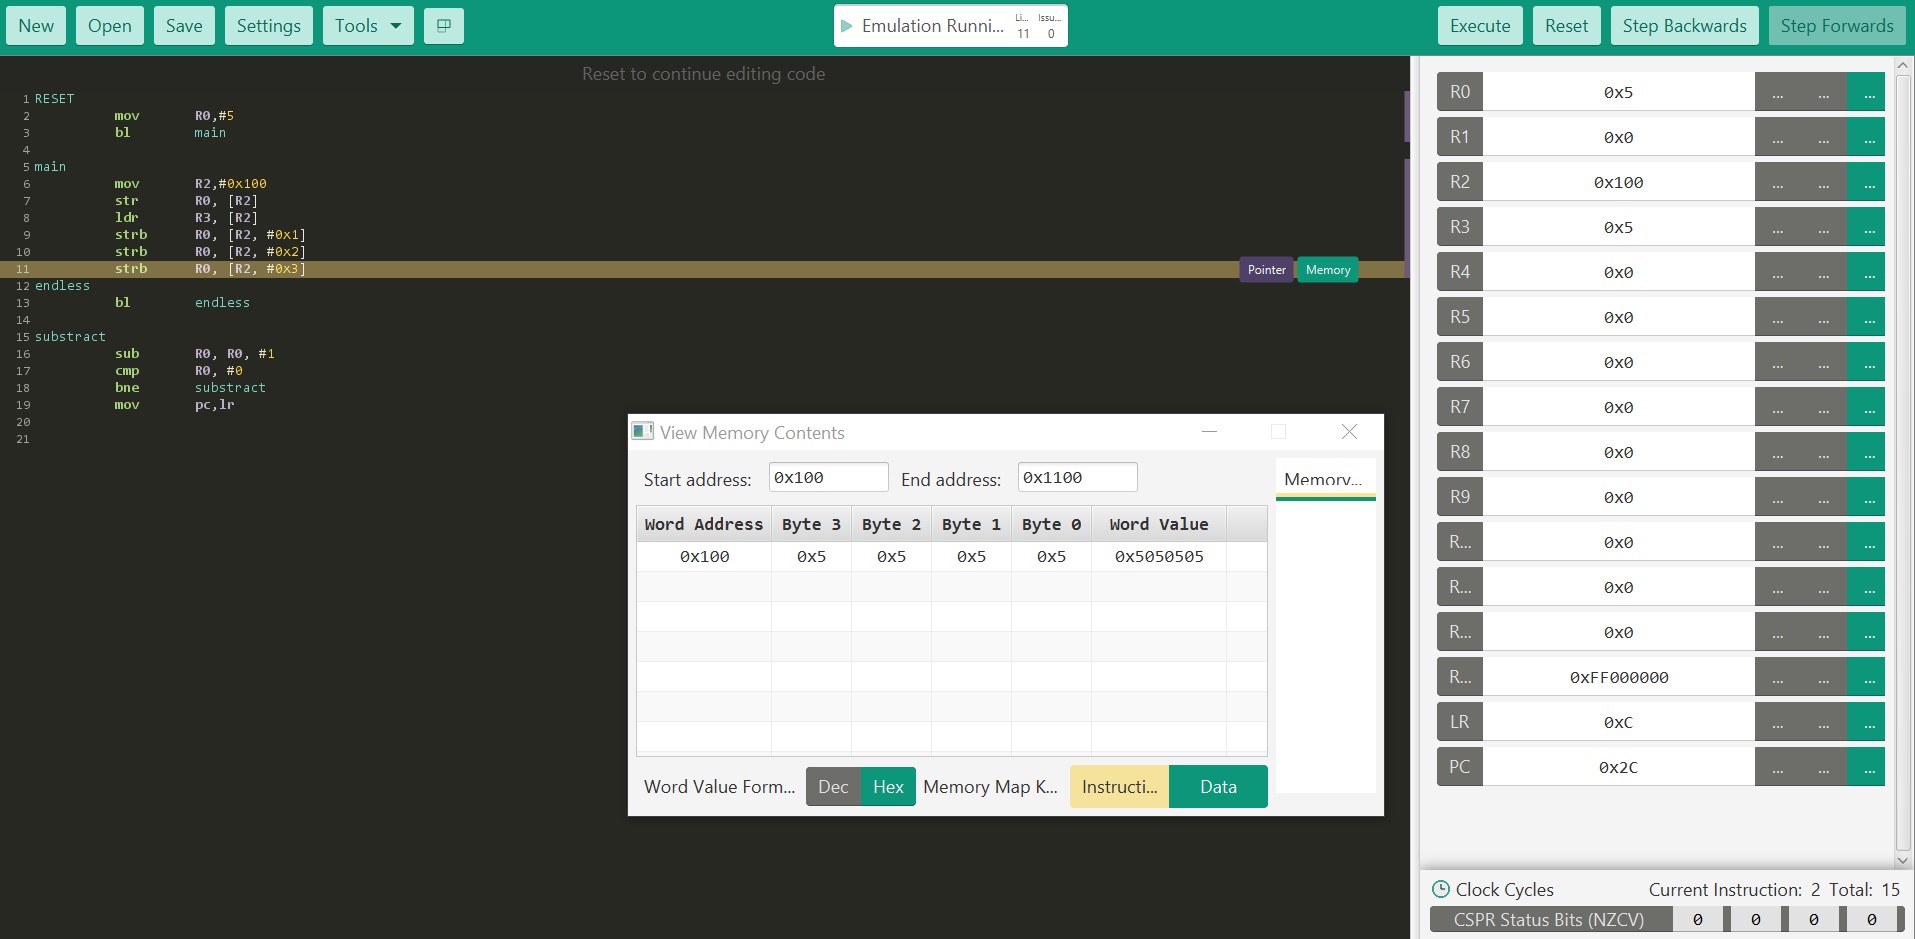 New Open Save Settings Tools
Emulation Runni... Li... 11 Issu... 0
Execute Reset Step Backwards Step Forwards
Reset to continue editing code
1 RESET
2 mov R0,#5
3 bl main
4
5 main
6 mov R2,#0x100
7 str R0, [R2]
8 ldr R3, [R2]
9 strb R0, [R2, #0x1]
10 strb R0, [R2, #0x2]
11 strb R0, [R2, #0x3] Pointer Memory
12 endless
13 bl endless
14
15 substract
16 sub R0, R0, #1
17 cmp R0, #0
18 bne substract
19 mov pc,lr
20
21
View Memory Contents
Start address: 0x100 End address: 0x1100
Memory...
Word Address Byte 3 Byte 2 Byte 1 Byte 0 Word Value
0x100 0x5 0x5 0x5 0x5 0x5050505
Word Value Form... Dec Hex Memory Map K... Instructi... Data
R0 0x5 ... ... ...
R1 0x0 ... ... ...
R2 0x100 ... ... ...
R3 0x5 ... ... ...
R4 0x0 ... ... ...
R5 0x0 ... ... ...
R6 0x0 ... ... ...
R7 0x0 ... ... ...
R8 0x0 ... ... ...
R9 0x0 ... ... ...
R... 0x0 ... ... ...
R... 0x0 ... ... ...
R... 0x0 ... ... ...
R... 0xFF000000 ... ... ...
LR 0xC ... ... ...
PC 0x2C ... ... ...
Clock Cycles Current Instruction: 2 Total: 15
CSPR Status Bits (NZCV) 0 0 0 0